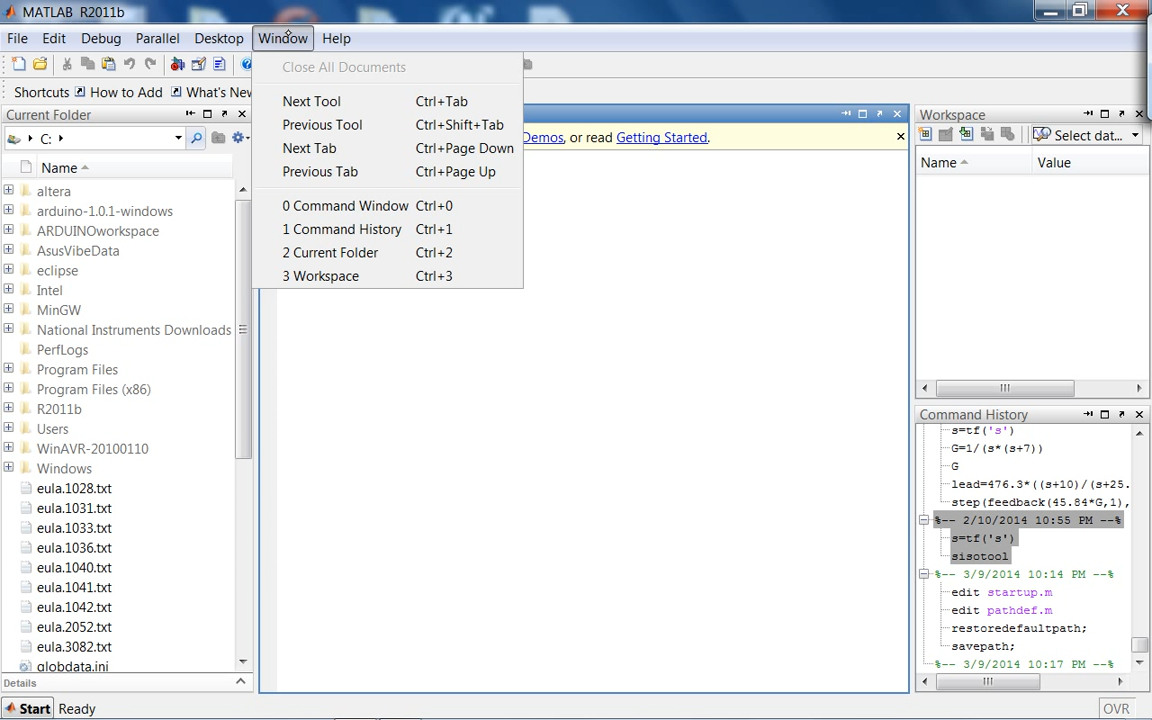 MATLAB R2011b
File Edit Debug Parallel Desktop Window Help
Shortcuts How to Add What's New
Close All Documents
Next Tool Ctrl+Tab
Previous Tool Ctrl+Shift+Tab
Next Tab Ctrl+Page Down
Previous Tab Ctrl+Page Up
0 Command Window Ctrl+0
1 Command History Ctrl+1
2 Current Folder Ctrl+2
3 Workspace Ctrl+3
Current Folder
C:
Name
altera
arduino-1.0.1-windows
ARDUINOworkspace
AsusVibeData
eclipse
Intel
MinGW
National Instruments Downloads
PerfLogs
Program Files
Program Files (x86)
R2011b
Users
WinAVR-20100110
Windows
eula.1028.txt
eula.1031.txt
eula.1033.txt
eula.1036.txt
eula.1040.txt
eula.1041.txt
eula.1042.txt
eula.2052.txt
eula.3082.txt
globdata.ini
Details
Demos, or read Getting Started.
Workspace
Select dat...
Name Value
Command History
s=tf('s')
G=1/(s*(s+7))
G
lead=476.3*((s+10)/(s+25.
step(feedback(45.84*G,1),
%-- 2/10/2014 10:55 PM --%
s=tf('s')
sisotool
%-- 3/9/2014 10:14 PM --%
edit startup.m
edit pathdef.m
restoredefaultpath;
savepath;
%-- 3/9/2014 10:17 PM --%
Start Ready
OVR